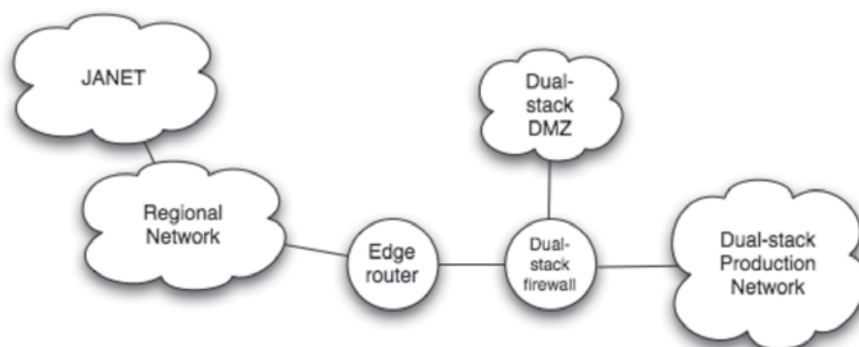 JANET
Dual-
stack
DMZ
Regional
Network
Edge
router
Dual-
stack
firewall
Dual-stack
Production
Network